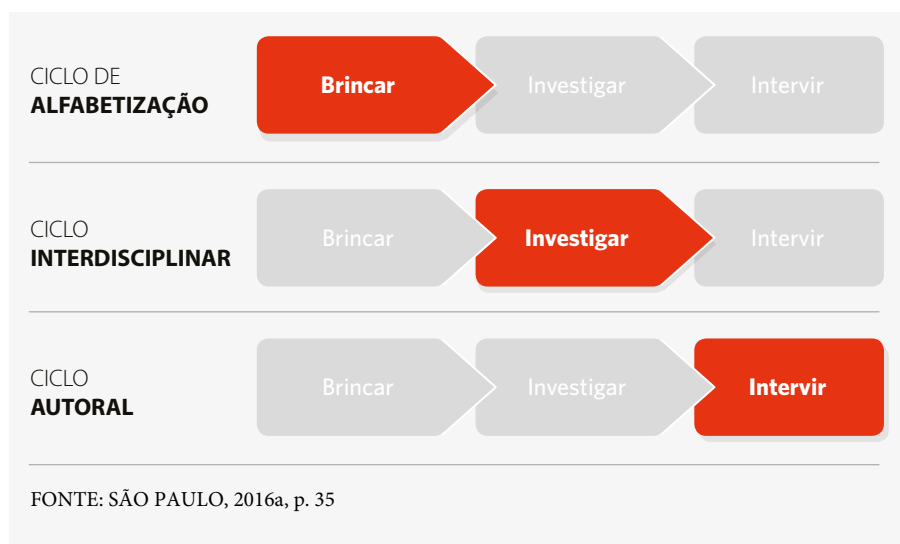 CICLO DE
ALFABETIZAÇÃO
Brincar
Investigar
Intervir
CICLO
INTERDISCIPLINAR
Brincar
Investigar
Intervir
CICLO
AUTORAL
Brincar
Investigar
Intervir
FONTE: SÃO PAULO, 2016a, p. 35